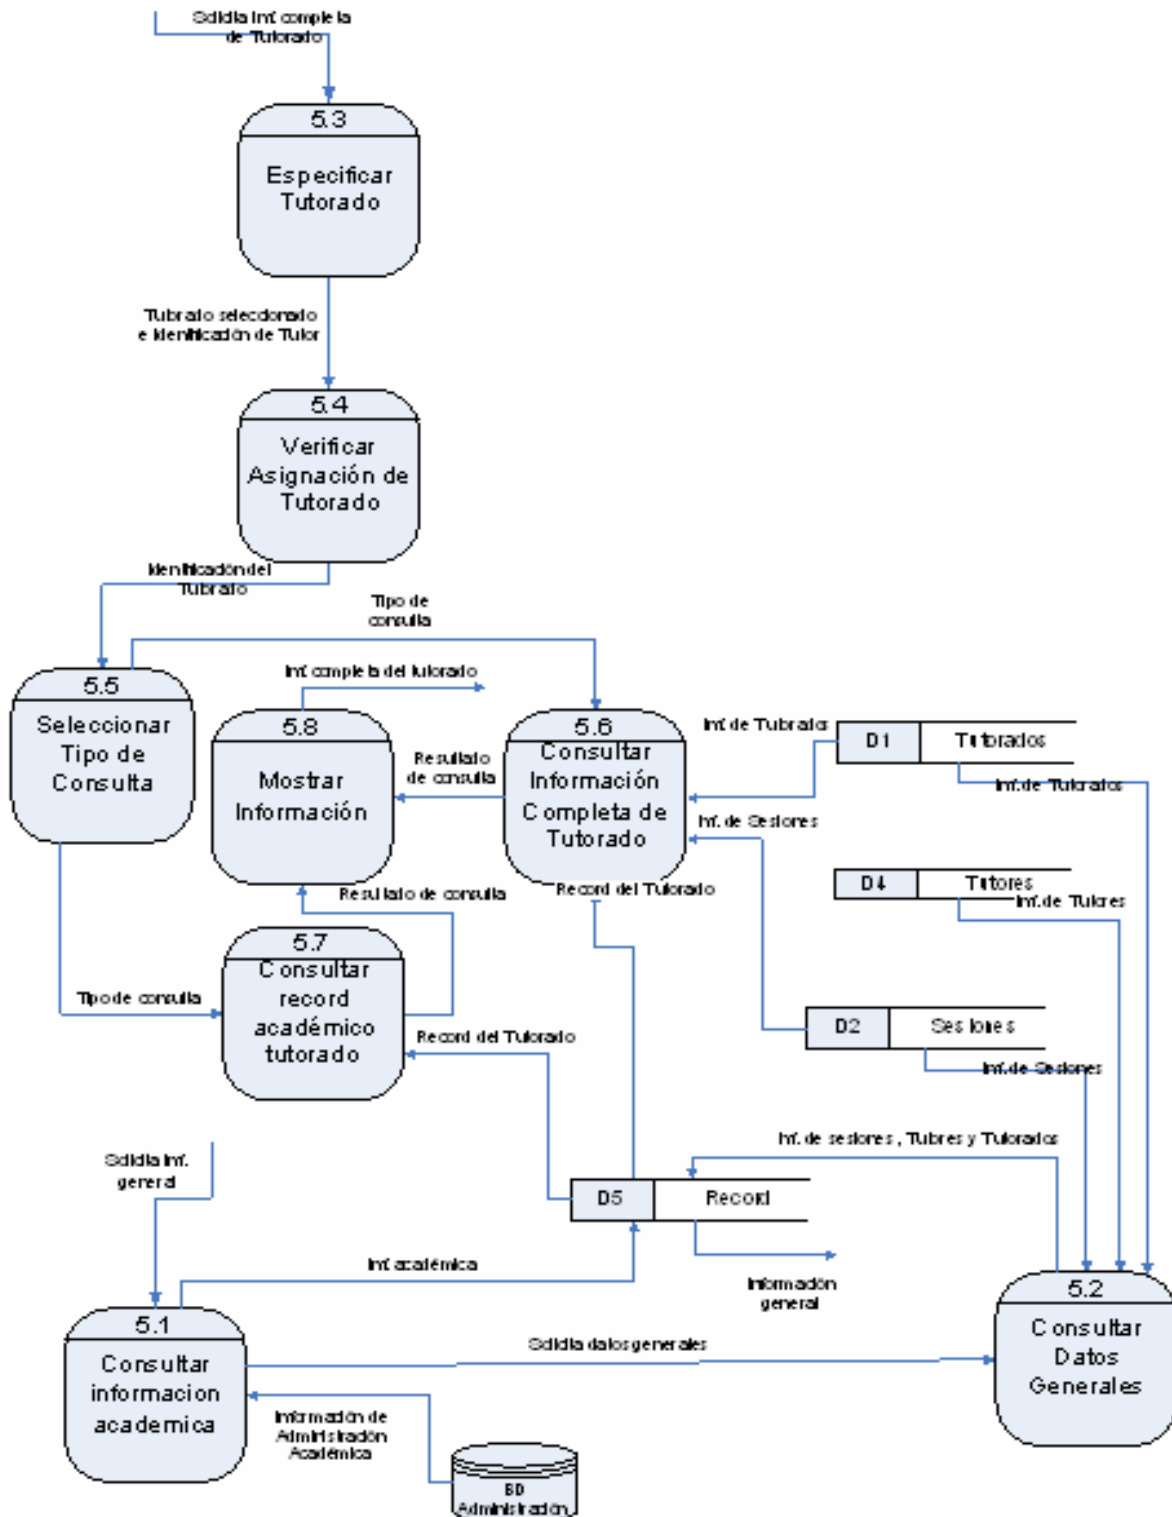 Solicita Inf. completa
de Tutorado
5.3
Especificar
Tutorado
Tutorado seleccionado
e Identificación de Tutor
5.4
Verificar
Asignación de
Tutorado
Identificación del
Tutorado
Tipo de
consulta
5.5
Seleccionar
Tipo de
Consulta
Inf. completa del tutorado
5.8
Mostrar
Información
Resultado
de consulta
5.6
Consultar
Información
Completa de
Tutorado
Inf. de Tutorados
D1
Tutorados
Inf. de Tutorados
Inf. de Sesiones
D4
Tutores
Inf. de Tutores
Record del Tutorado
Resultado de consulta
5.7
Consultar
record
académico
tutorado
Tipo de consulta
Record del Tutorado
D2
Sesiones
Inf. de Sesiones
Inf. de sesiones, Tutores y Tutorados
Solicita Inf.
general
D5
Record
Inf. académica
Información
general
5.1
Consultar
informacion
academica
Solicita datos generales
5.2
Consultar
Datos
Generales
Información de
Administración
Académica
BD
Administración